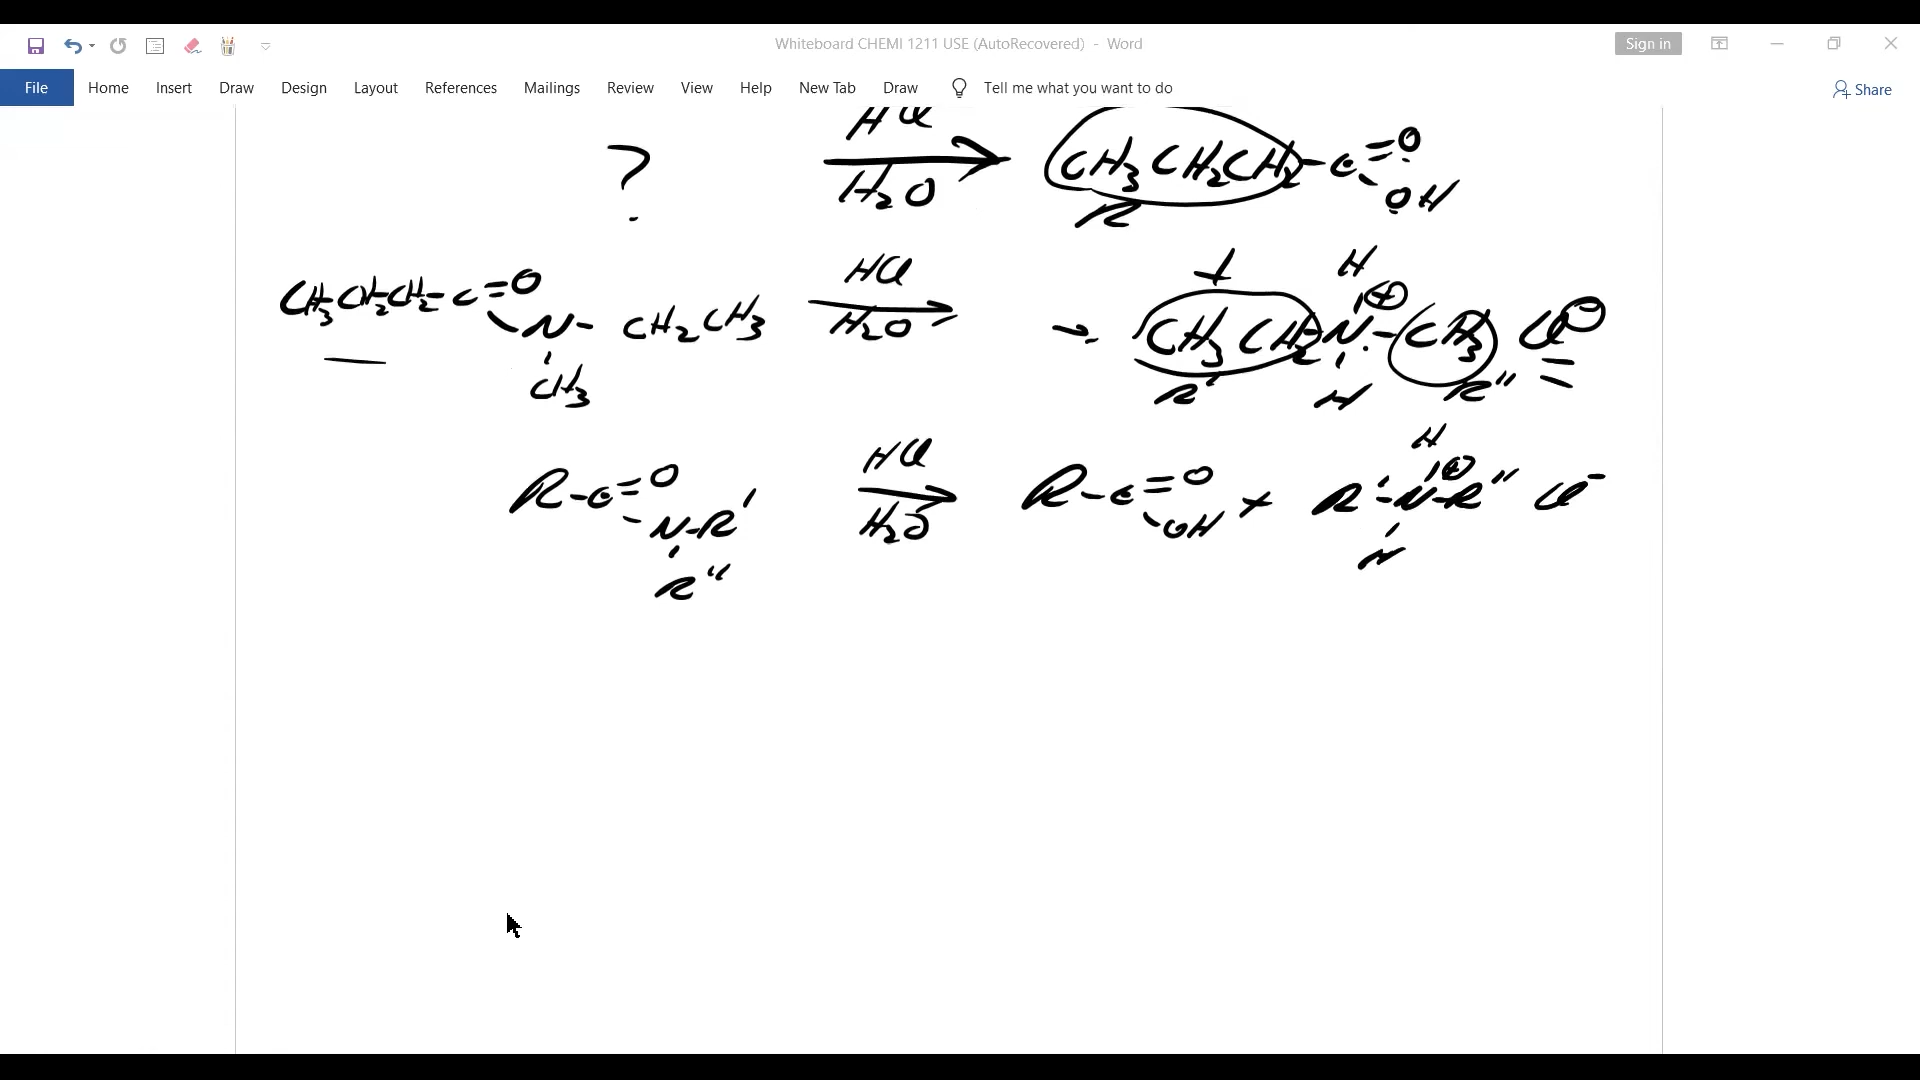 Whiteboard CHEMI 1211 USE (AutoRecovered) - Word
Sign in
File Home Insert Draw Design Layout References Mailings Review View Help New Tab Draw Tell me what you want to do Share
HCl
? H2O CH3CH2CH2-C=O
OH
R
+ H
CH3CH2CH2-C=O HCl
N-CH2CH3 H2O CH3CH2-N⊕-CH3 Cl⊖
CH3 R' H R''
HCl H
R-C=O R-C=O + R'-N⊕-R'' Cl-
N-R' H2O OH H
R''